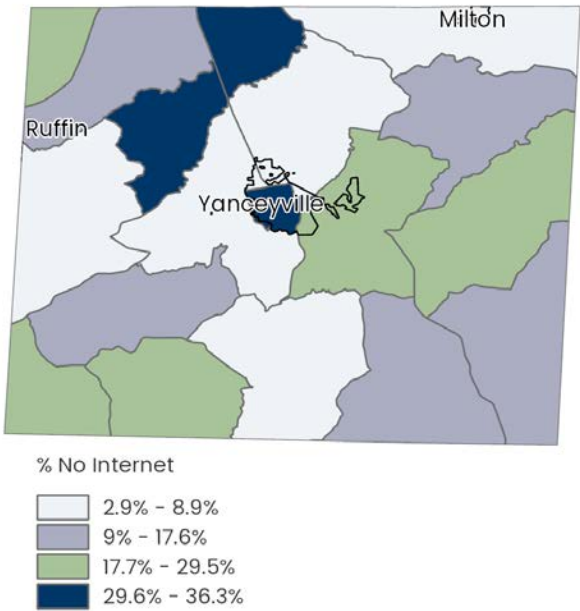 Milton
Ruffin
Yanceyville
% No Internet
2.9% - 8.9%
9% - 17.6%
17.7% - 29.5%
29.6% - 36.3%